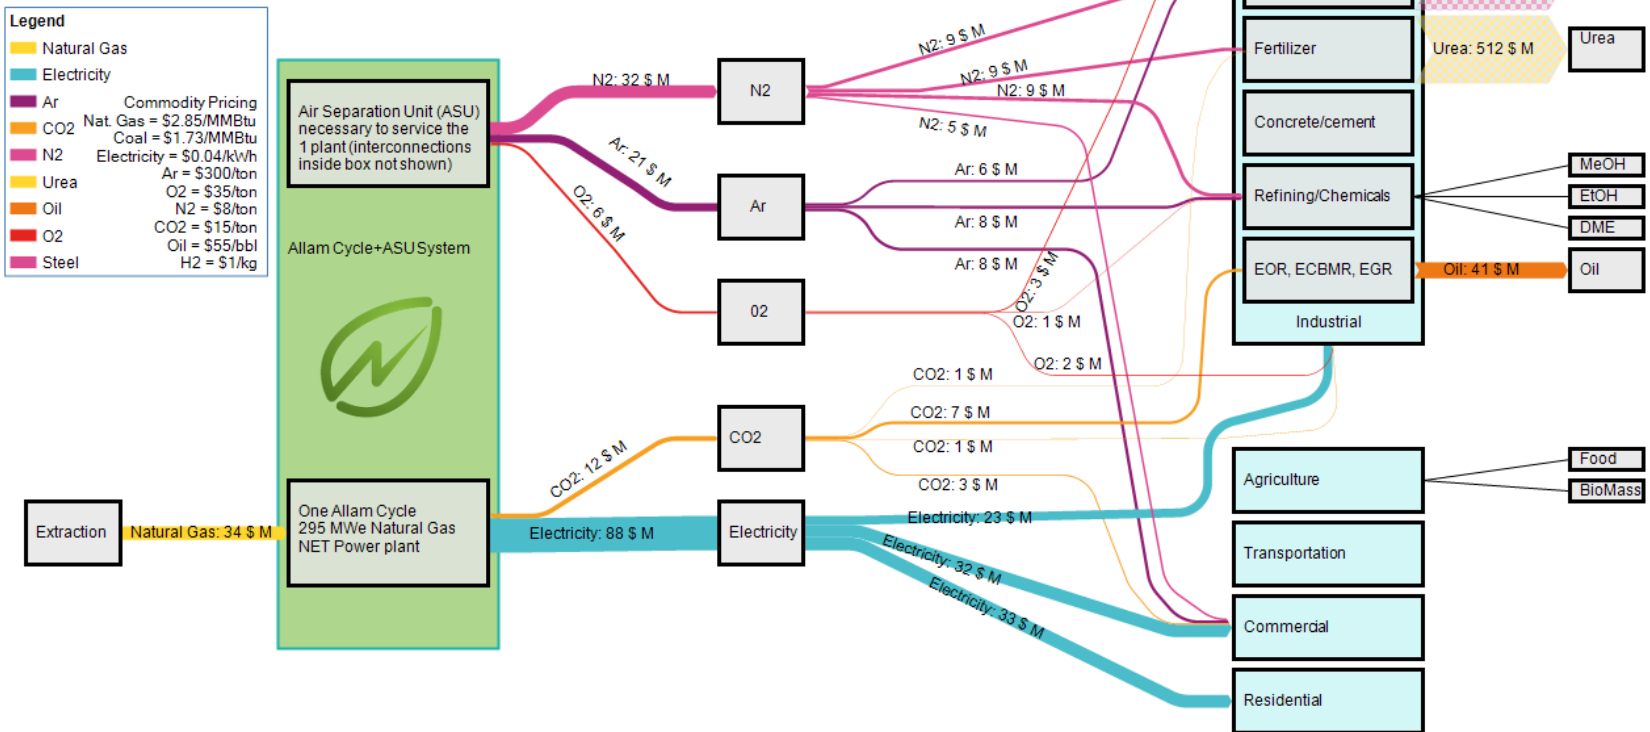 Legend
Natural Gas
Electricity
Ar
CO2
N2
Urea
Oil
O2
Steel
Commodity Pricing
Nat. Gas = $2.85/MMBtu
Coal = $1.73/MMBtu
Electricity = $0.04/kWh
Ar = $300/ton
O2 = $35/ton
N2 = $8/ton
CO2 = $15/ton
Oil = $55/bbl
H2 = $1/kg
Extraction
Natural Gas: 34 $ M
Air Separation Unit (ASU)
necessary to service the
1 plant (interconnections
inside box not shown)
Allam Cycle+ASU System
One Allam Cycle
295 MWe Natural Gas
NET Power plant
N2: 32 $ M
Ar: 21 $ M
O2: 6 $ M
CO2: 12 $ M
Electricity: 88 $ M
N2
Ar
02
CO2
Electricity
N2: 9 $ M
N2: 9 $ M
N2: 9 $ M
N2: 5 $ M
Ar: 6 $ M
Ar: 8 $ M
Ar: 8 $ M
O2: 3 $ M
O2: 1 $ M
O2: 2 $ M
CO2: 1 $ M
CO2: 7 $ M
CO2: 1 $ M
CO2: 3 $ M
Electricity: 23 $ M
Electricity: 32 $ M
Electricity: 33 $ M
Fertilizer
Concrete/cement
Refining/Chemicals
EOR, ECBMR, EGR
Industrial
Agriculture
Transportation
Commercial
Residential
Urea: 512 $ M
Urea
MeOH
EtOH
DME
Oil: 41 $ M
Oil
Food
BioMass